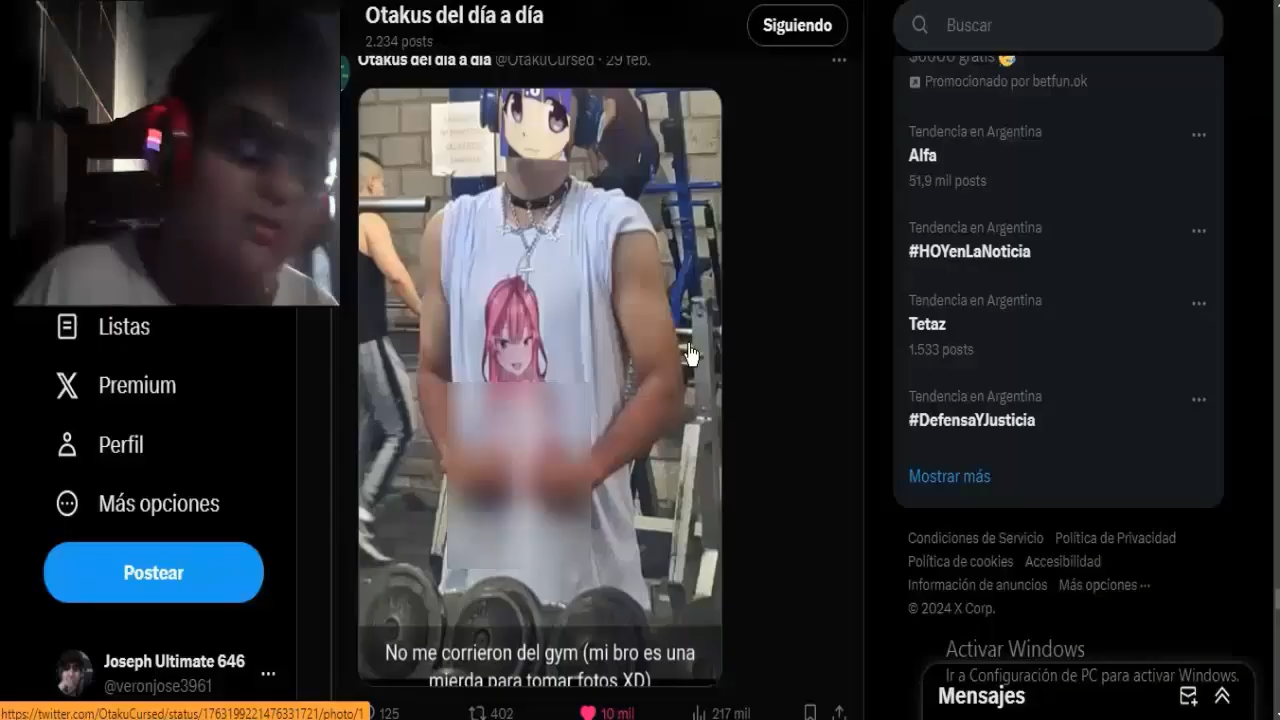 Otakus del día a día
2.234 posts
Siguiendo
Buscar
Otakus del día a día @OtakuCursed · 29 feb.
$6000 gratis
Promocionado por betfun.ok
Tendencia en Argentina
Alfa
51,9 mil posts
Tendencia en Argentina
#HOYenLaNoticia
Tendencia en Argentina
Tetaz
1.533 posts
Tendencia en Argentina
#DefensaYJusticia
Mostrar más
Condiciones de Servicio Política de Privacidad
Política de cookies Accesibilidad
Información de anuncios Más opciones ···
© 2024 X Corp.
Listas
Premium
Perfil
Más opciones
Postear
Joseph Ultimate 646
@veronjose3961
No me corrieron del gym (mi bro es una
mierda para tomar fotos XD)
125 402 10 mil 217 mil
Activar Windows
Ir a Configuración de PC para activar Windows.
Mensajes
https://twitter.com/OtakuCursed/status/1763199221476331721/photo/1